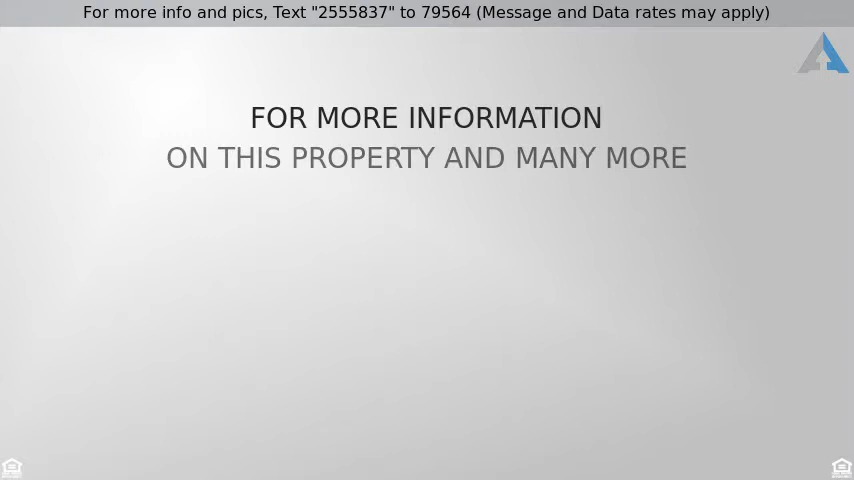 For more info and pics, Text "2555837" to 79564 (Message and Data rates may apply)
FOR MORE INFORMATION
ON THIS PROPERTY AND MANY MORE